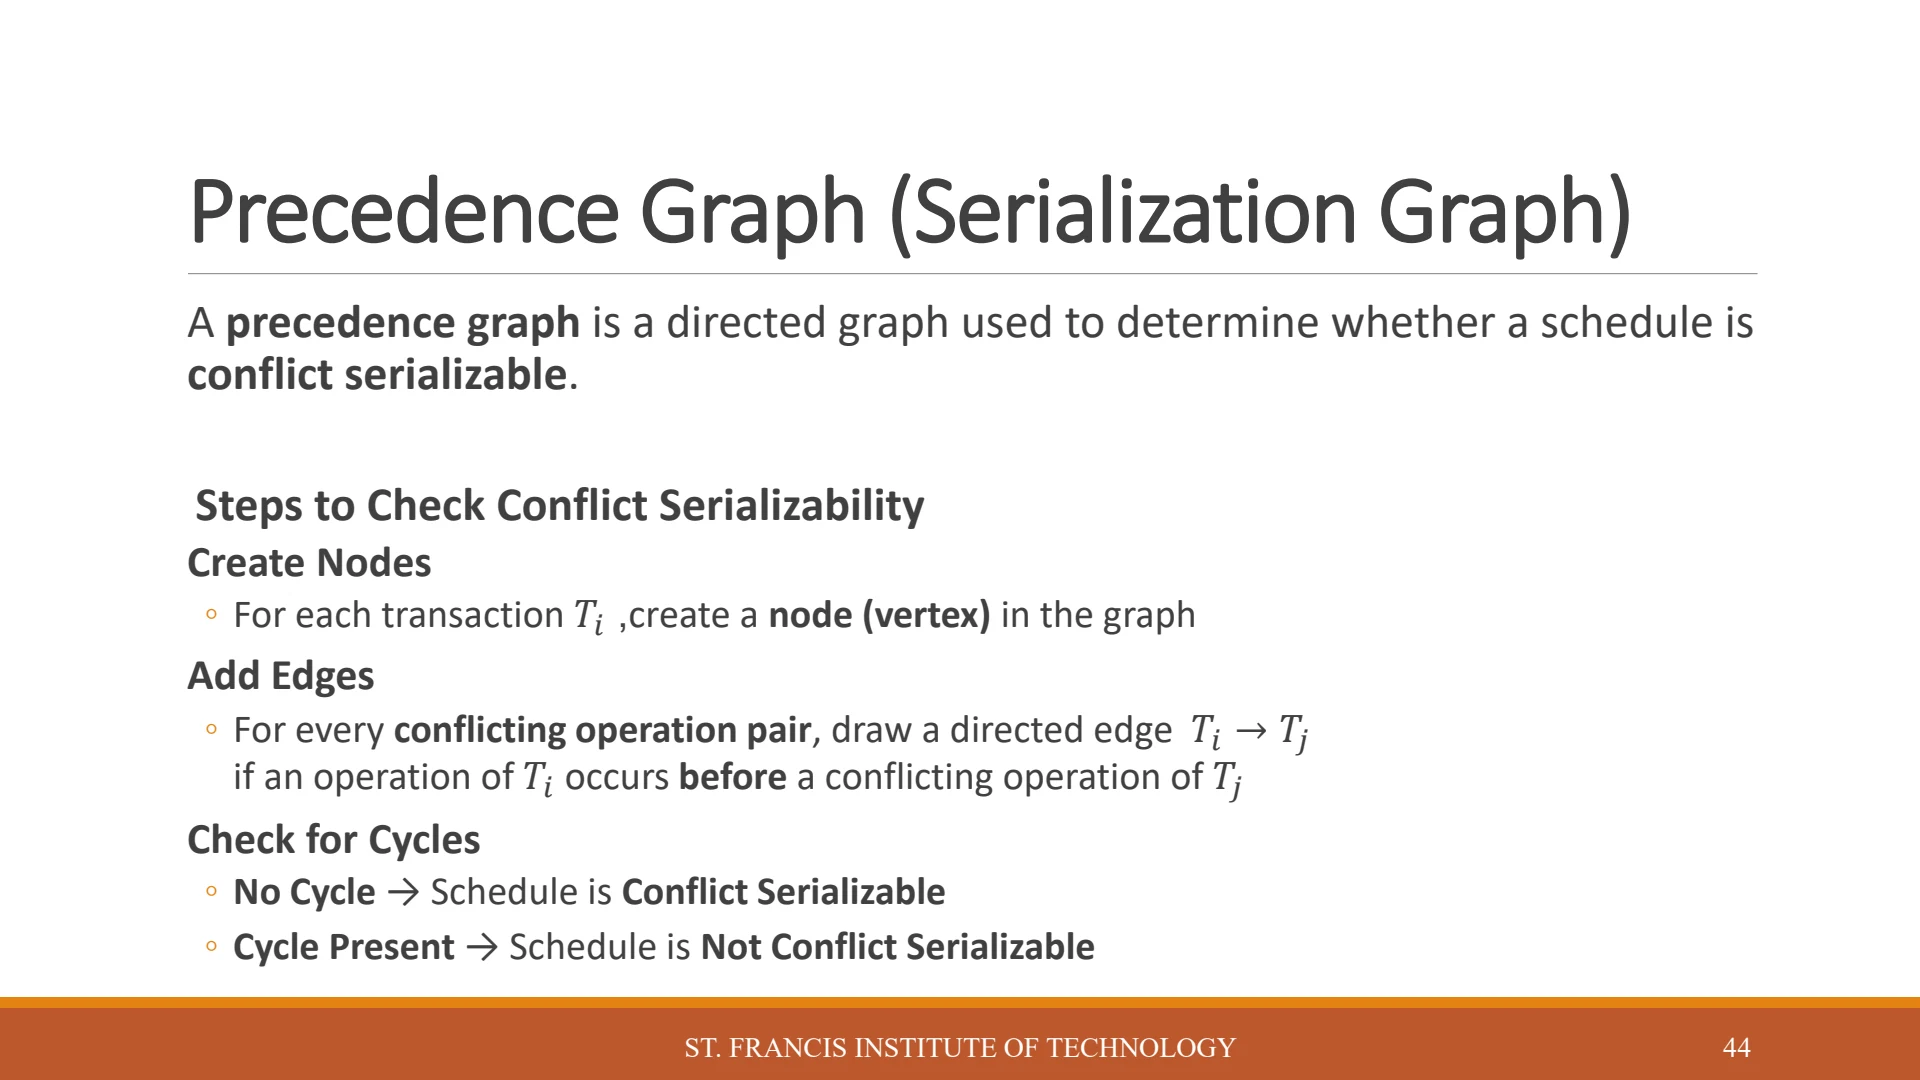 Precedence Graph (Serialization Graph)
A precedence graph is a directed graph used to determine whether a schedule is
conflict serializable.
Steps to Check Conflict Serializability
Create Nodes
◦ For each transaction 𝑇𝑖 ,create a node (vertex) in the graph
Add Edges
◦ For every conflicting operation pair, draw a directed edge 𝑇𝑖 → 𝑇𝑗
if an operation of 𝑇𝑖 occurs before a conflicting operation of 𝑇𝑗
Check for Cycles
◦ No Cycle → Schedule is Conflict Serializable
◦ Cycle Present → Schedule is Not Conflict Serializable
ST. FRANCIS INSTITUTE OF TECHNOLOGY
44